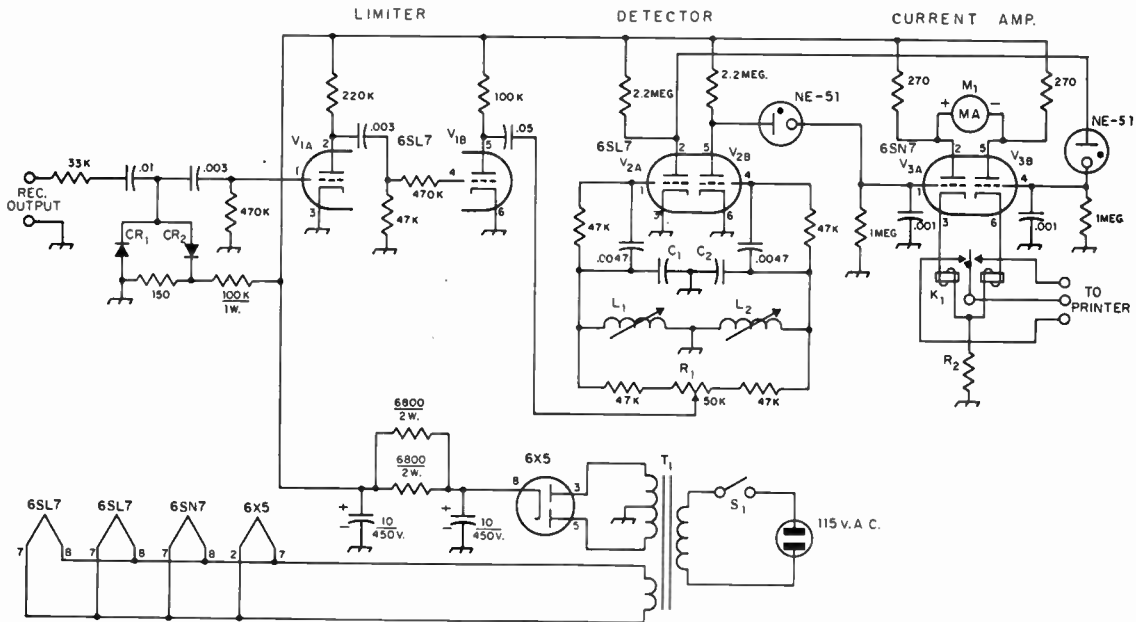 LIMITER
DETECTOR
CURRENT AMP.
220K
100K
2.2MEG
2.2MEG.
NE-51
270
M1
+ MA -
270
NE-51
.003
6SL7
.05
V1A
2
V1B
5
6SL7
2
5
V2A
V2B
6SN7
2
5
V3A
V3B
33K
.01
.003
1
4
1
4
1
4
REC.
OUTPUT
470K
3
470K
47K
6
3
6
47K
.0047
C1
C2
.0047
47K
1MEG
.001
3
6
.001
1MEG
CR1
CR2
150
100K
1W.
L1
L2
K1
TO
PRINTER
R1
47K
50K
47K
R2
6800
2W.
6800
2W.
6X5
T1
8
3
5
S1
115 V. A C.
+
-
10
450V.
+
-
10
450V.
6SL7
6SL7
6SN7
6X5
7
8
7
8
7
8
2
7